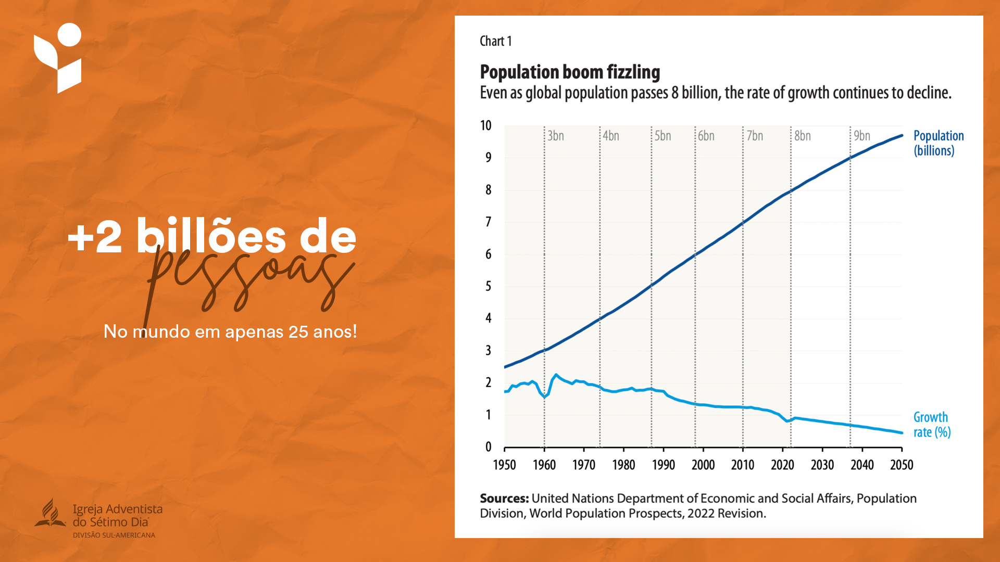 +2 billões de
pessoas
No mundo em apenas 25 anos!
Igreja Adventista
do Sétimo Dia
DIVISÃO SUL-AMERICANA
Chart 1
Population boom fizzling
Even as global population passes 8 billion, the rate of growth continues to decline.
10
9
8
7
6
5
4
3
2
1
0
3bn 4bn 5bn 6bn 7bn 8bn 9bn
Population
(billions)
Growth
rate (%)
1950 1960 1970 1980 1990 2000 2010 2020 2030 2040 2050
Sources: United Nations Department of Economic and Social Affairs, Population
Division, World Population Prospects, 2022 Revision.